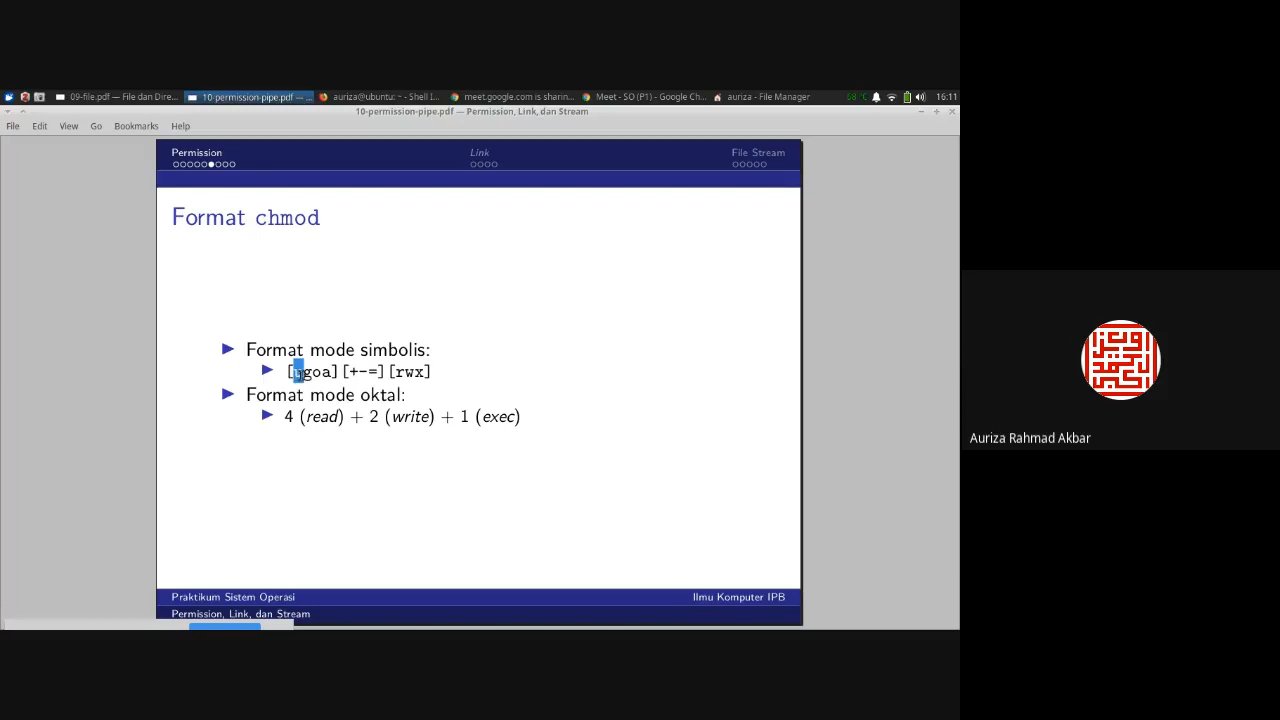 09-file.pdf — File dan Dire...
10-permission-pipe.pdf — ...
auriza@ubuntu: ~ - Shell I...
meet.google.com is sharin...
Meet - SO (P1) - Google Ch...
auriza - File Manager
68°C
16:11
10-permission-pipe.pdf — Permission, Link, dan Stream
File Edit View Go Bookmarks Help
Permission Link File Stream
Format chmod
Format mode simbolis:
[ugoa][+-=][rwx]
Format mode oktal:
4 (read) + 2 (write) + 1 (exec)
Auriza Rahmad Akbar
Praktikum Sistem Operasi Ilmu Komputer IPB
Permission, Link, dan Stream